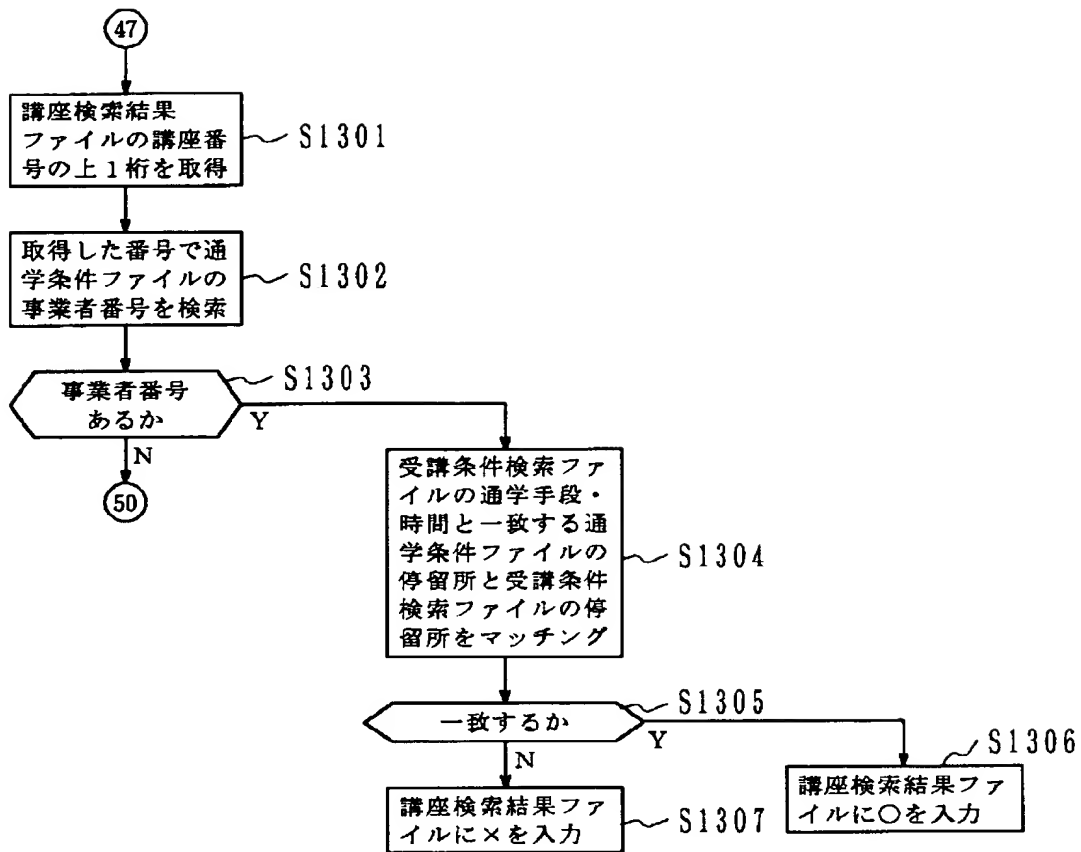 47
講座検索結果
ファイルの講座番
号の上1桁を取得
S1301
取得した番号で通
学条件ファイルの
事業者番号を検索
S1302
事業者番号
あるか
S1303
Y
N
50
受講条件検索ファ
イルの通学手段・
時間と一致する通
学条件ファイルの
停留所と受講条件
検索ファイルの停
留所をマッチング
S1304
一致するか
S1305
Y
N
講座検索結果ファ
イルに○を入力
S1306
講座検索結果ファ
イルに×を入力
S1307